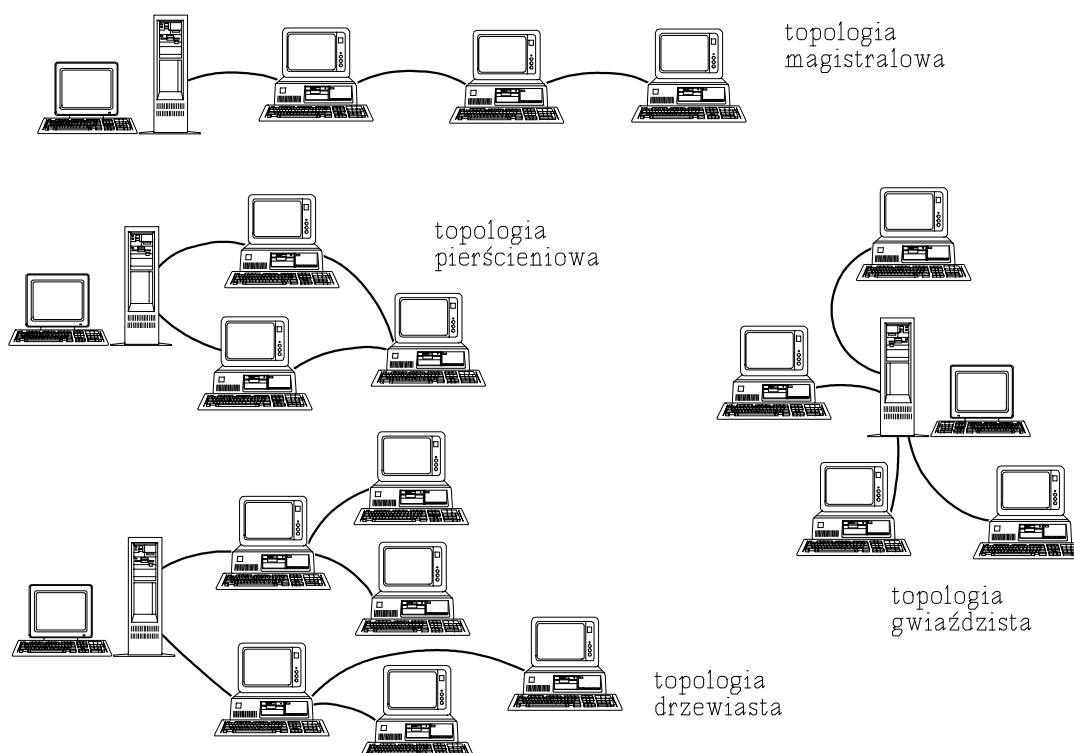 topologia
magistralowa
topologia
pierścieniowa
topologia
gwiaździsta
topologia
drzewiasta